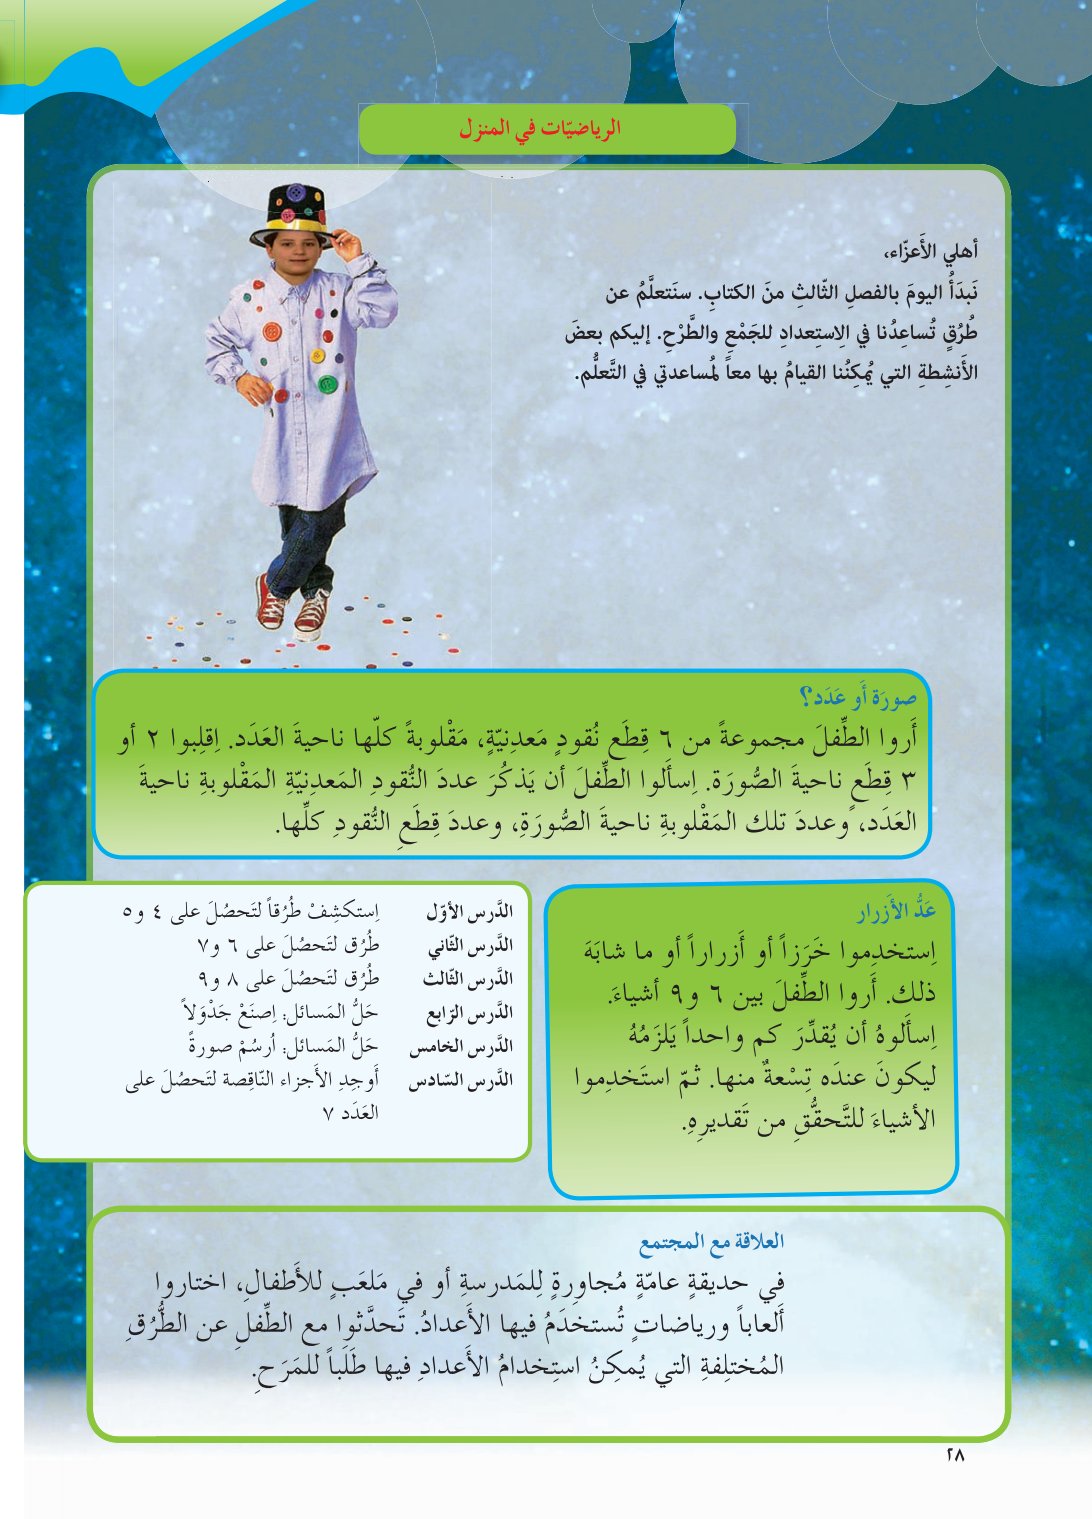 الرياضيّات في المنزل
أهلي الأَعزّاء،
نَبدَأُ اليومَ بالفصلِ الثّالثِ منَ الكتابِ. سنَتعلَّمُ عن
طُرُقٍ تُساعِدُنا في الِاستِعدادِ للجَمْعِ والطَّرْحِ. إليكم بعضَ
الأَنشِطةِ التي يُمكِنُنا القيامُ بها معاً لمُساعدتي في التَّعلُّم.
صورَة أَو عَدَد؟
أَروا الطِّفلَ مجموعةً من ٦ قِطَعِ نُقودٍ مَعدِنيّةٍ، مَقْلوبةً كلّها ناحيةَ العَدَد. اِقلِبوا ٢ أو
٣ قِطَعٍ ناحيةَ الصُّورَة. اِسأَلوا الطِّفلَ أن يَذكُرَ عددَ النُّقودِ المَعدنيّةِ المَقْلوبةِ ناحيةَ
العَدَد، وعددَ تلك المَقْلوبةِ ناحيةَ الصُّورَةِ، وعددَ قِطَعِ النُّقودِ كلِّها.
عَدُّ الأَزرار
اِستخدِموا خَرَزاً أو أَزراراً أو ما شابَهَ
ذلك. أَروا الطِّفلَ بين ٦ و٩ أشياءَ.
اِسأَلوهُ أن يُقدِّرَ كم واحداً يَلزَمُهُ
ليكونَ عندَه تِسْعةٌ منها. ثمّ استَخدِموا
الأشياءَ للتَّحقُّقِ من تَقديرِهِ.
الدَّرس الأوّل اِستكشِفْ طُرُقاً لتَحصُلَ على ٤ و٥
الدَّرس الثّاني طُرُق لتَحصُلَ على ٦ و٧
الدَّرس الثّالث طُرُق لتَحصُلَ على ٨ و٩
الدَّرس الرّابع حَلُّ المَسائل: اِصنَعْ جَدْوَلاً
الدَّرس الخامس حَلُّ المَسائل: اُرسُمْ صورةً
الدَّرس السّادس أَوجِدِ الأَجزاء النّاقِصة لتَحصُلَ على
العَدَد ٧
العلاقة مع المجتمع
في حديقةٍ عامّةٍ مُجاوِرةٍ لِلمَدرسةِ أو في مَلعَبٍ للأَطفالِ، اختاروا
أَلعاباً ورياضاتٍ تُستخدَمُ فيها الأَعدادُ. تَحدَّثوا مع الطِّفلِ عن الطُّرُقِ
المُختلِفةِ التي يُمكِنُ استِخدامُ الأَعدادِ فيها طَلَباً للمَرَحِ.
٢٨